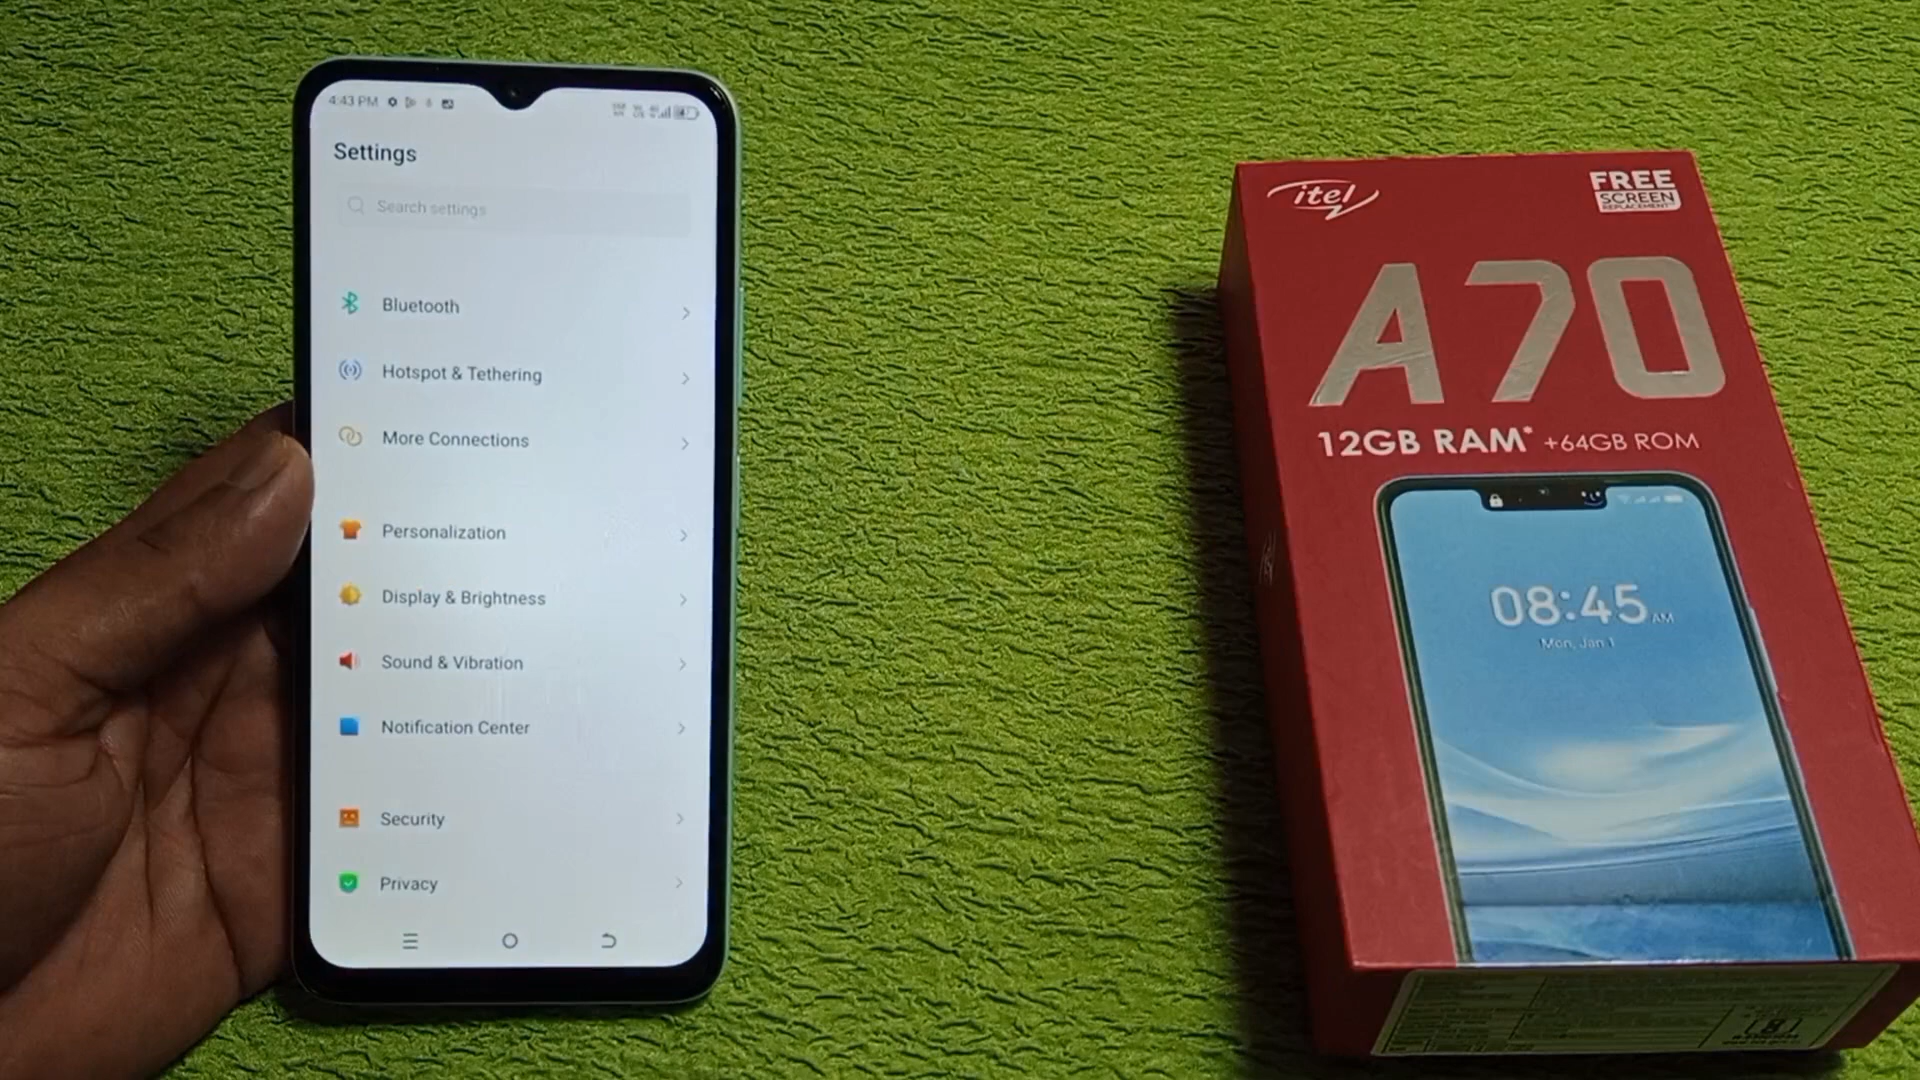 4:43 PM
Settings
Search settings
Bluetooth
Hotspot & Tethering
More Connections
Personalization
Display & Brightness
Sound & Vibration
Notification Center
Security
Privacy
itel
FREE
SCREEN
REPLACEMENT
A70
12GB RAM* +64GB ROM
08:45 AM
Mon, Jan 1